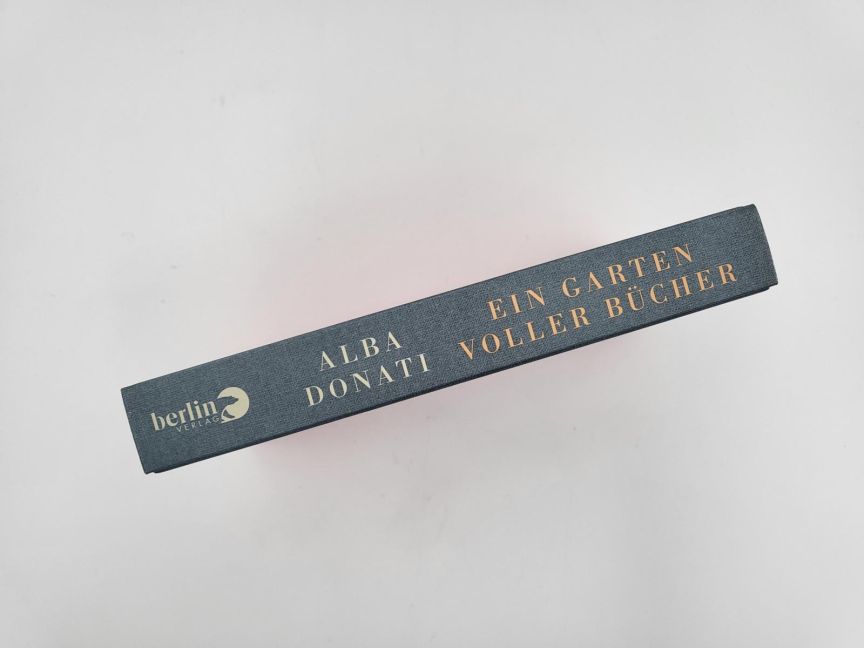 berlin
VERLAG
ALBA
DONATI
EIN GARTEN
VOLLER BÜCHER